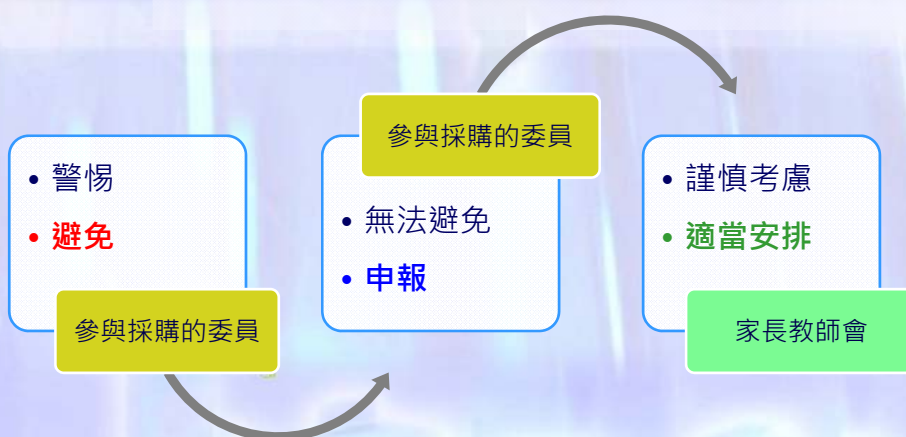 • 警惕
• 避免
參與採購的委員
參與採購的委員
• 無法避免
• 申報
• 謹慎考慮
• 適當安排
家長教師會